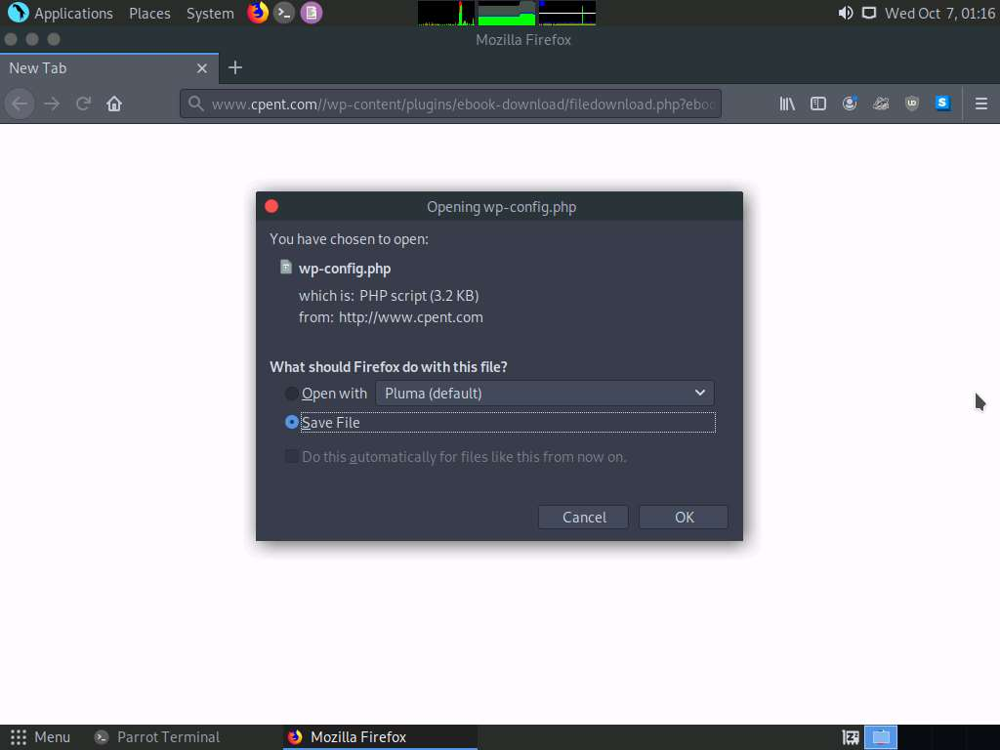 Applications Places System Wed Oct 7, 01:16
Mozilla Firefox
New Tab
www.cpent.com//wp-content/plugins/ebook-download/filedownload.php?ebo
Opening wp-config.php
You have chosen to open:
wp-config.php
which is: PHP script (3.2 KB)
from: http://www.cpent.com
What should Firefox do with this file?
Open with Pluma (default)
Save File
Do this automatically for files like this from now on.
Cancel OK
Menu Parrot Terminal Mozilla Firefox